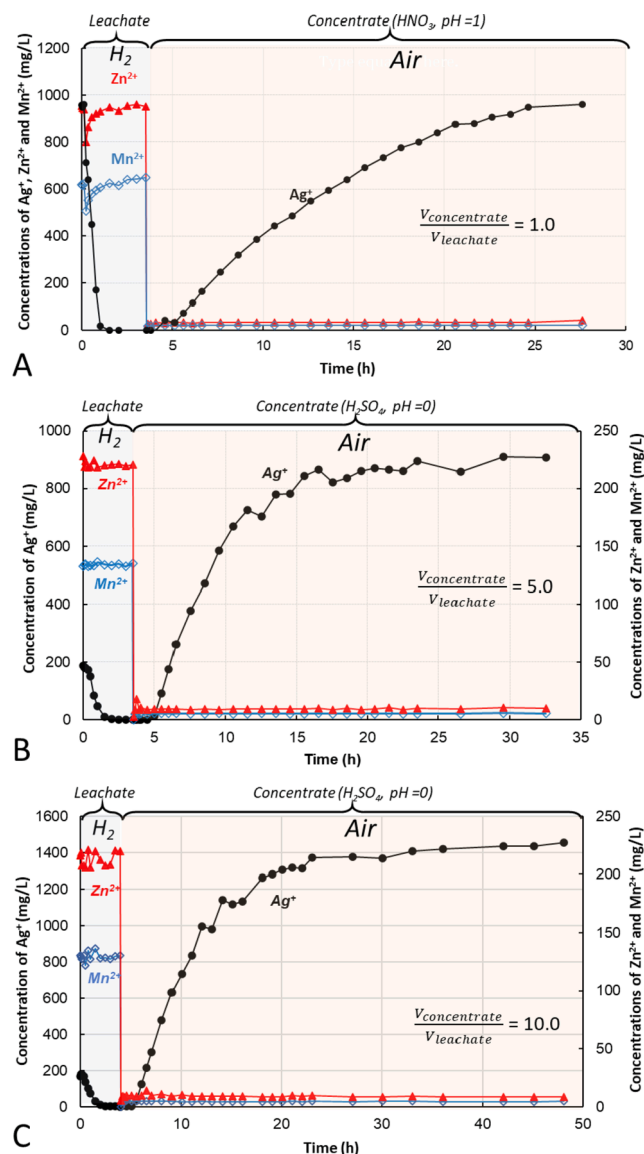 Leachate
Concentrate (HNO3, pH =1)
H2
Air
1200
1000
800
600
400
200
0
Zn2+
Mn2+
Ag+
Vconcentrate
Vleachate
= 1.0
0 5 10 15 20 25 30
Concentrations of Ag+, Zn2+ and Mn2+ (mg/L)
Time (h)
A
Leachate
Concentrate (H2SO4, pH =0)
H2
Air
1000
800
600
400
200
0
250
200
150
100
50
0
Ag+
Zn2+
Mn2+
Vconcentrate
Vleachate
= 5.0
0 5 10 15 20 25 30 35
Concentration of Ag+ (mg/L)
Concentrations of Zn2+ and Mn2+ (mg/L)
Time (h)
B
Leachate
Concentrate (H2SO4, pH =0)
H2
Air
1600
1400
1200
1000
800
600
400
200
0
250
200
150
100
50
0
Zn2+
Ag+
Mn2+
Vconcentrate
Vleachate
= 10.0
0 10 20 30 40 50
Concentration of Ag+ (mg/L)
Concentrations of Zn2+ and Mn2+ (mg/L)
Time (h)
C